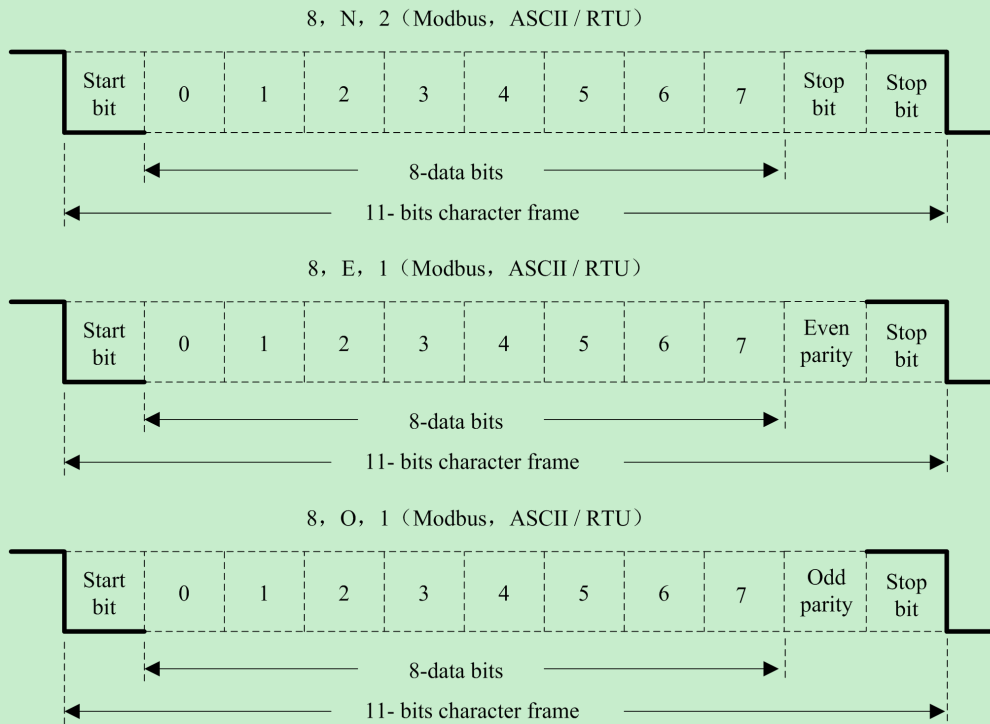 8，N，2（Modbus，ASCII / RTU）
Start bit 0 1 2 3 4 5 6 7 Stop bit Stop bit
8-data bits
11- bits character frame
8，E，1（Modbus，ASCII / RTU）
Start bit 0 1 2 3 4 5 6 7 Even parity Stop bit
8-data bits
11- bits character frame
8，O，1（Modbus，ASCII / RTU）
Start bit 0 1 2 3 4 5 6 7 Odd parity Stop bit
8-data bits
11- bits character frame